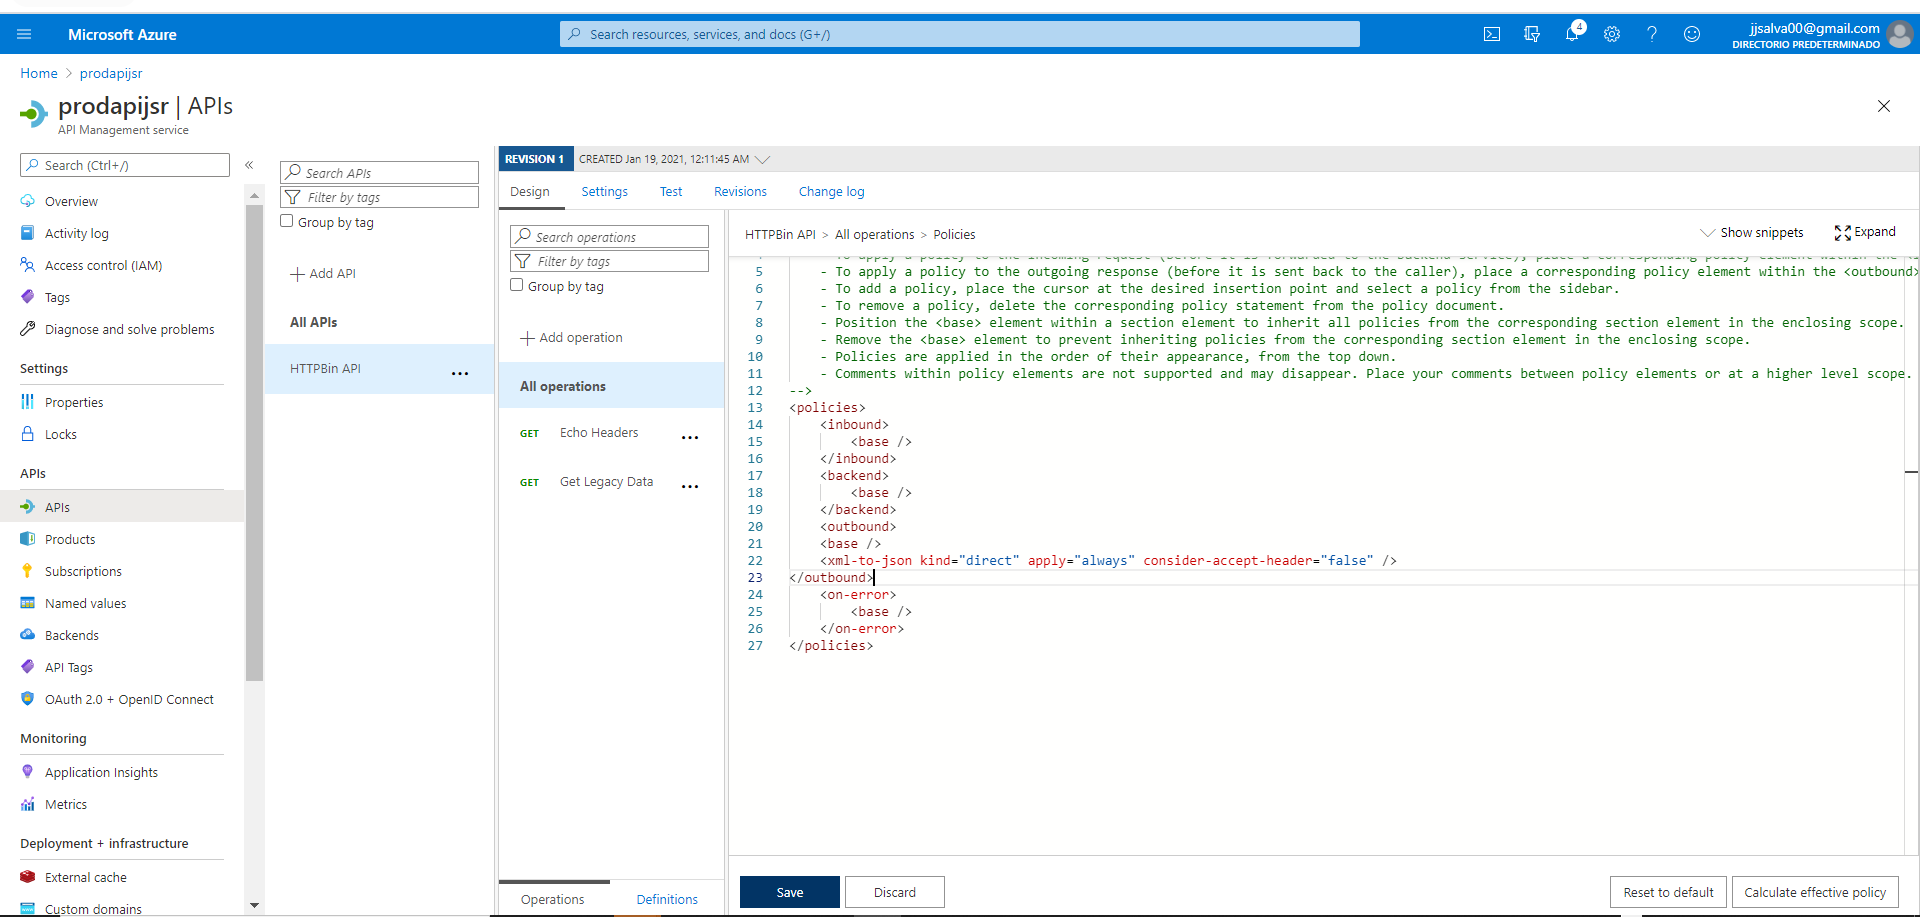 Microsoft Azure
Search resources, services, and docs (G+/)
4
jjsalva00@gmail.com
DIRECTORIO PREDETERMINADO
Home > prodapijsr
prodapijsr | APIs
API Management service
Search (Ctrl+/)
«
Overview
Activity log
Access control (IAM)
Tags
Diagnose and solve problems
Settings
Properties
Locks
APIs
APIs
Products
Subscriptions
Named values
Backends
API Tags
OAuth 2.0 + OpenID Connect
Monitoring
Application Insights
Metrics
Deployment + infrastructure
External cache
Custom domains
Search APIs
Filter by tags
Group by tag
Add API
All APIs
HTTPBin API ...
REVISION 1 CREATED Jan 19, 2021, 12:11:45 AM
Design Settings Test Revisions Change log
Search operations
Filter by tags
Group by tag
Add operation
All operations
GET Echo Headers ...
GET Get Legacy Data ...
Operations Definitions
HTTPBin API > All operations > Policies
Show snippets Expand
5 - To apply a policy to the outgoing response (before it is sent back to the caller), place a corresponding policy element within the <outbound>
6 - To add a policy, place the cursor at the desired insertion point and select a policy from the sidebar.
7 - To remove a policy, delete the corresponding policy statement from the policy document.
8 - Position the <base> element within a section element to inherit all policies from the corresponding section element in the enclosing scope.
9 - Remove the <base> element to prevent inheriting policies from the corresponding section element in the enclosing scope.
10 - Policies are applied in the order of their appearance, from the top down.
11 - Comments within policy elements are not supported and may disappear. Place your comments between policy elements or at a higher level scope.
12 -->
13 <policies>
14 <inbound>
15 <base />
16 </inbound>
17 <backend>
18 <base />
19 </backend>
20 <outbound>
21 <base />
22 <xml-to-json kind="direct" apply="always" consider-accept-header="false" />
23 </outbound>
24 <on-error>
25 <base />
26 </on-error>
27 </policies>
Save Discard
Reset to default Calculate effective policy